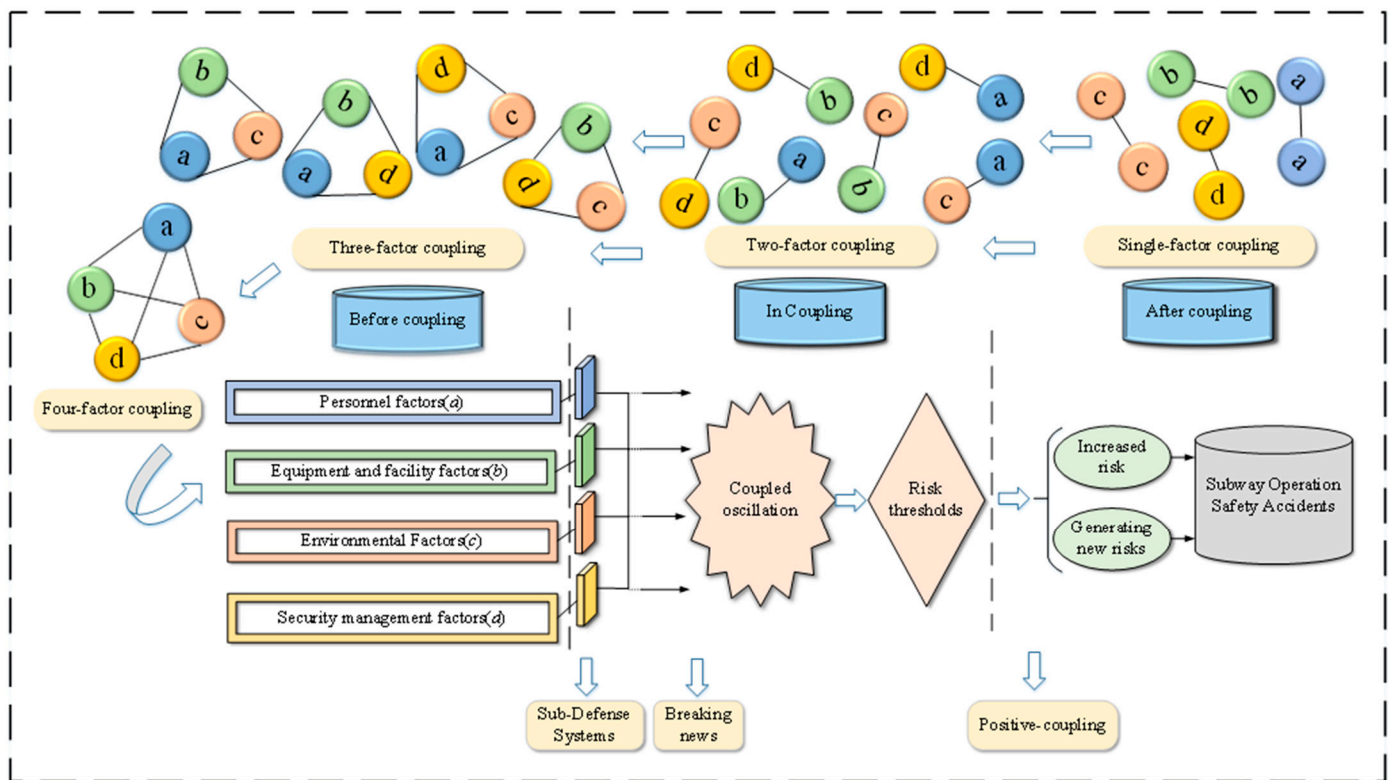 b
c
a
b
a
d
d
c
a
b
d
c
d
b
c
d
a
b
c
b
d
a
a
c
c
c
b
b
d
d
a
a
a
b
c
d
Three-factor coupling
Two-factor coupling
Single-factor coupling
Before coupling
In Coupling
After coupling
Four-factor coupling
Personnel factors(a)
Equipment and facility factors(b)
Environmental Factors(c)
Security management factors(d)
Coupled
oscillation
Risk
thresholds
Increased
risk
Generating
new risks
Subway Operation
Safety Accidents
Sub-Defense
Systems
Breaking
news
Positive-coupling